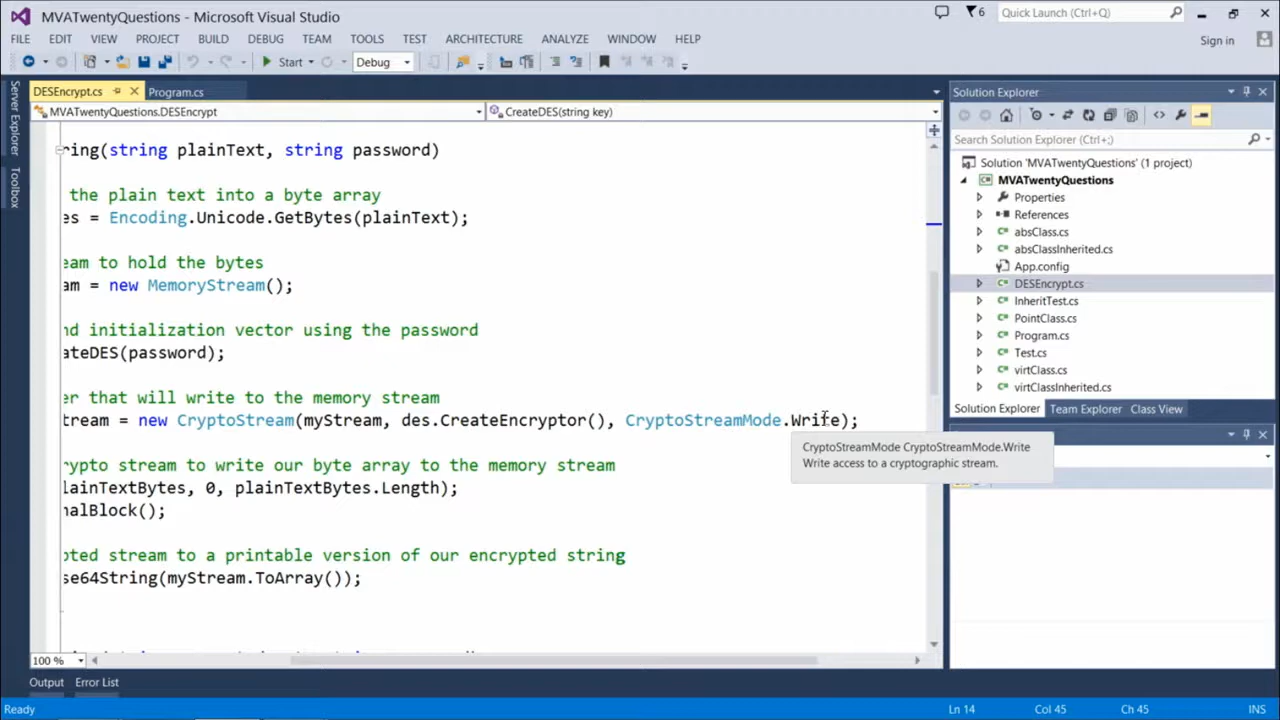 MVATwentyQuestions - Microsoft Visual Studio
6
Quick Launch (Ctrl+Q)
FILE EDIT VIEW PROJECT BUILD DEBUG TEAM TOOLS TEST ARCHITECTURE ANALYZE WINDOW HELP
Sign in
Start
Debug
Server Explorer
Toolbox
DESEncrypt.cs
Program.cs
MVATwentyQuestions.DESEncrypt
CreateDES(string key)
ring(string plainText, string password)
the plain text into a byte array
es = Encoding.Unicode.GetBytes(plainText);
eam to hold the bytes
am = new MemoryStream();
nd initialization vector using the password
ateDES(password);
er that will write to the memory stream
tream = new CryptoStream(myStream, des.CreateEncryptor(), CryptoStreamMode.Write);
CryptoStreamMode CryptoStreamMode.Write
Write access to a cryptographic stream.
rypto stream to write our byte array to the memory stream
lainTextBytes, 0, plainTextBytes.Length);
nalBlock();
pted stream to a printable version of our encrypted string
se64String(myStream.ToArray());
100 %
Solution Explorer
Search Solution Explorer (Ctrl+;)
Solution 'MVATwentyQuestions' (1 project)
MVATwentyQuestions
Properties
References
absClass.cs
absClassInherited.cs
App.config
DESEncrypt.cs
InheritTest.cs
PointClass.cs
Program.cs
Test.cs
virtClass.cs
virtClassInherited.cs
Solution Explorer Team Explorer Class View
Output Error List
Ready
Ln 14 Col 45 Ch 45 INS